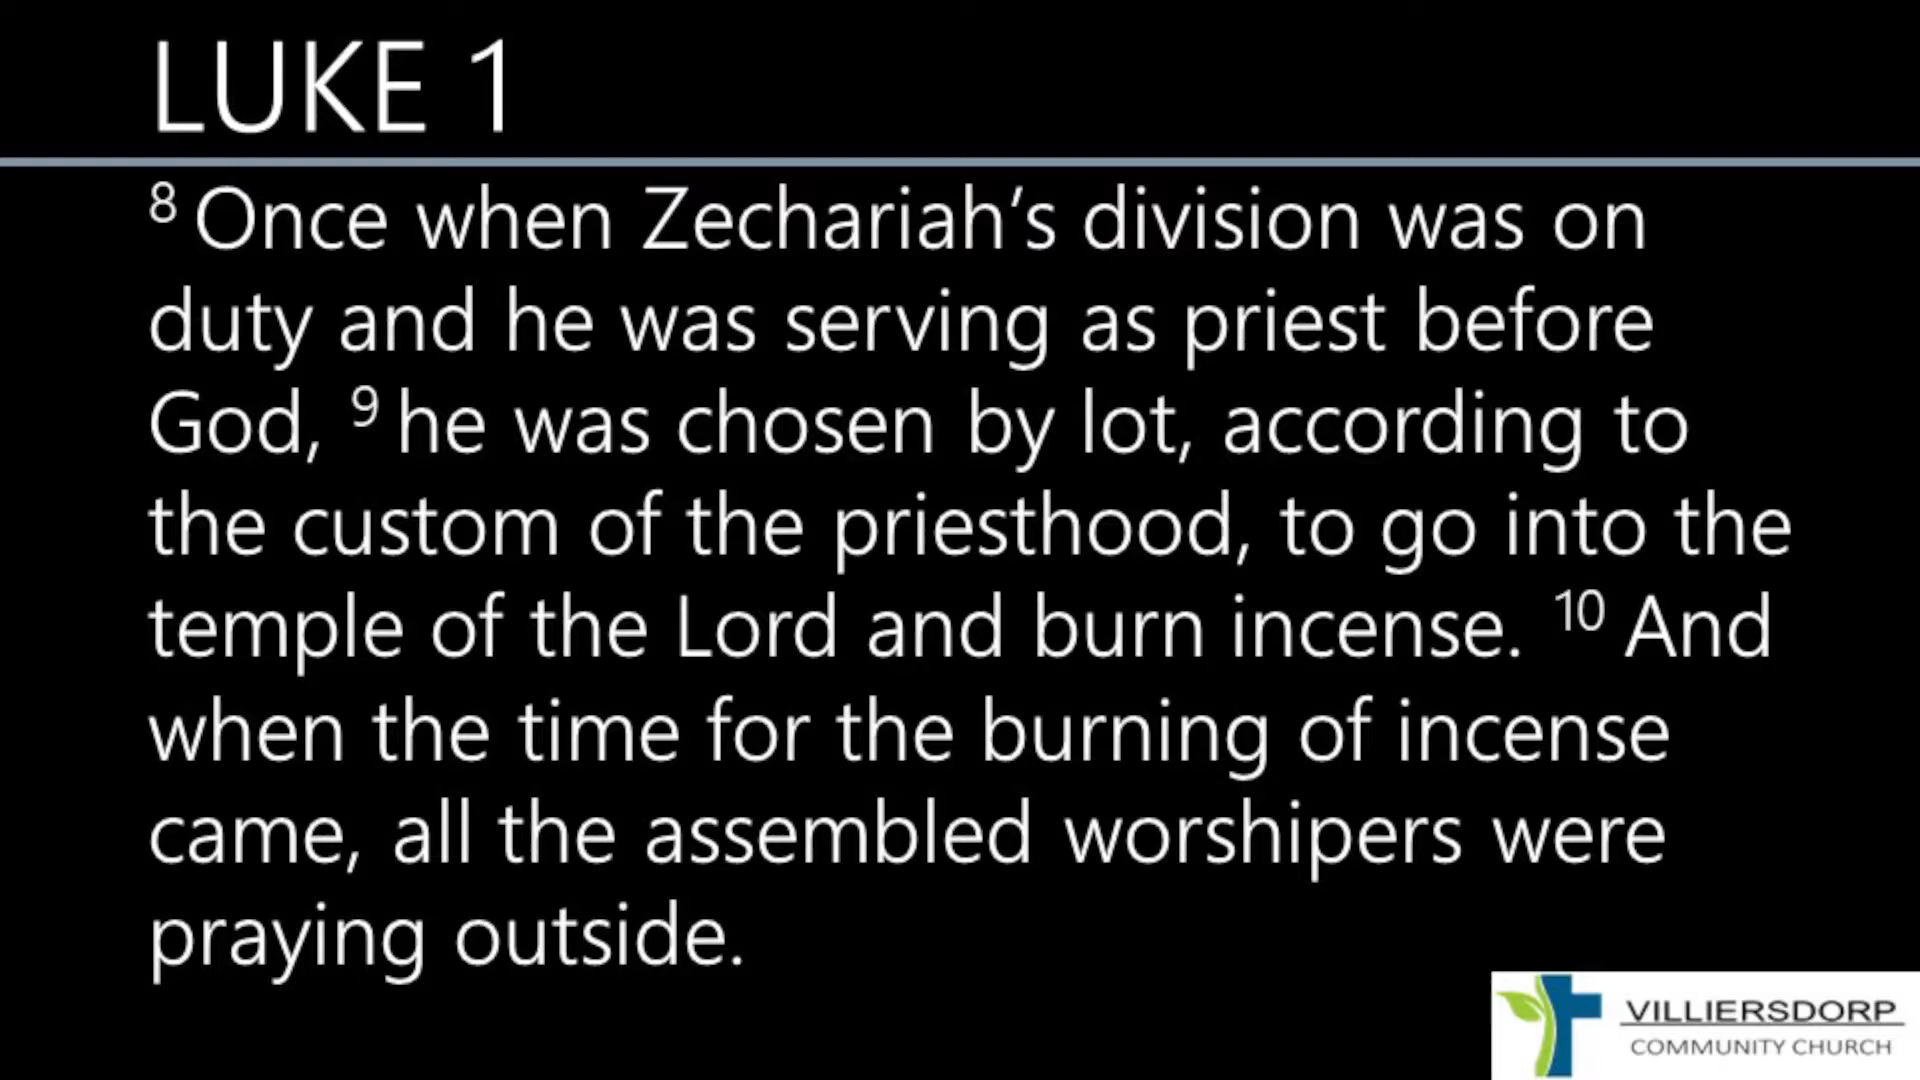 LUKE 1
⁸ Once when Zechariah’s division was on
duty and he was serving as priest before
God, ⁹ he was chosen by lot, according to
the custom of the priesthood, to go into the
temple of the Lord and burn incense. ¹⁰ And
when the time for the burning of incense
came, all the assembled worshipers were
praying outside.
VILLIERSDORP
COMMUNITY CHURCH